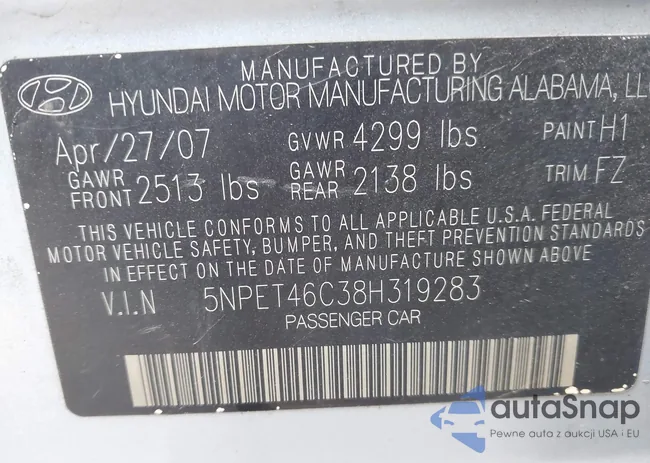 MANUFACTURED BY
HYUNDAI MOTOR MANUFACTURING ALABAMA, LL
Apr/27/07 GVWR 4299 lbs PAINT H1
GAWR FRONT 2513 lbs GAWR REAR 2138 lbs TRIM FZ
THIS VEHICLE CONFORMS TO ALL APPLICABLE U.S.A. FEDERAL
MOTOR VEHICLE SAFETY, BUMPER, AND THEFT PREVENTION STANDARDS
IN EFFECT ON THE DATE OF MANUFACTURE SHOWN ABOVE
V.I.N 5NPET46C38H319283
PASSENGER CAR
autaSnap
Pewne auta z aukcji USA i EU